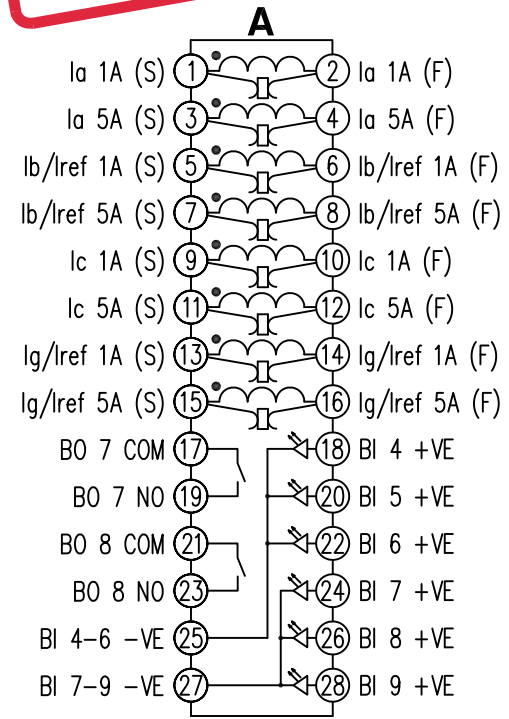 A
Ia 1A (S) 1 2 Ia 1A (F)
Ia 5A (S) 3 4 Ia 5A (F)
Ib/Iref 1A (S) 5 6 Ib/Iref 1A (F)
Ib/Iref 5A (S) 7 8 Ib/Iref 5A (F)
Ic 1A (S) 9 10 Ic 1A (F)
Ic 5A (S) 11 12 Ic 5A (F)
Ig/Iref 1A (S) 13 14 Ig/Iref 1A (F)
Ig/Iref 5A (S) 15 16 Ig/Iref 5A (F)
BO 7 COM 17 18 BI 4 +VE
BO 7 NO 19 20 BI 5 +VE
BO 8 COM 21 22 BI 6 +VE
BO 8 NO 23 24 BI 7 +VE
BI 4-6 -VE 25 26 BI 8 +VE
BI 7-9 -VE 27 28 BI 9 +VE